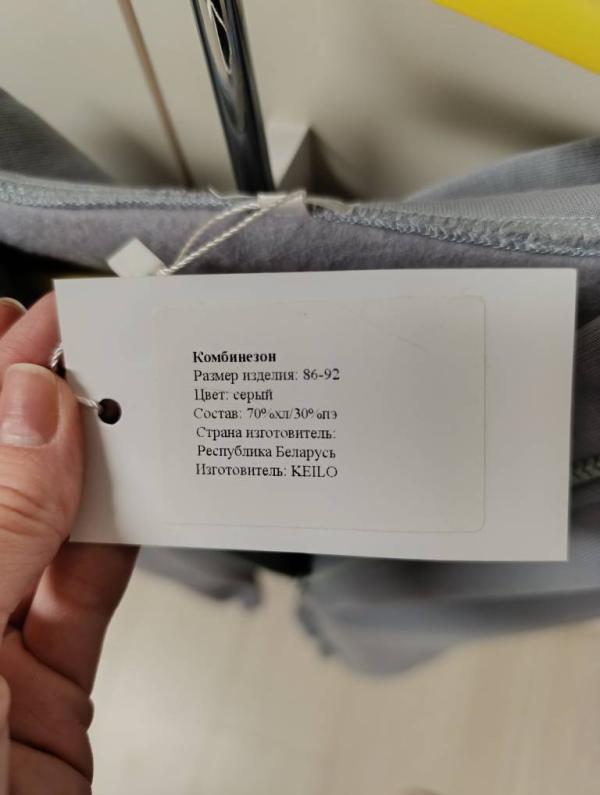 Комбинезон
Размер изделия: 86-92
Цвет: серый
Состав: 70%хл/30%пэ
Страна изготовитель:
Республика Беларусь
Изготовитель: KEILO